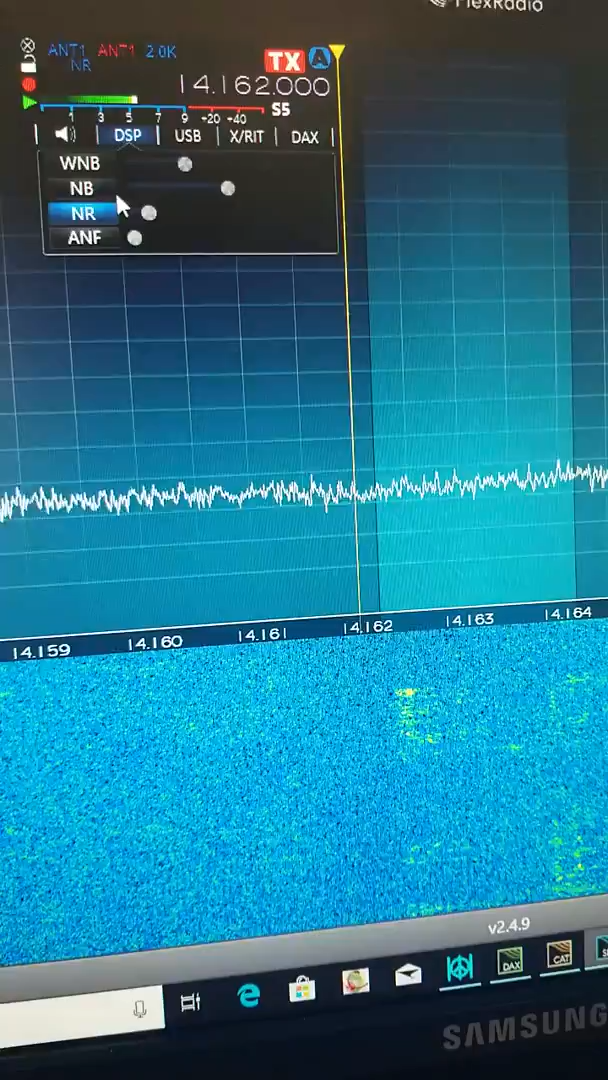 FlexRadio
ANT1 ANT1 2.0K TX A
NR
14.162.000
1 3 5 7 9 +20 +40 S5
DSP USB X/RIT DAX
WNB
NB
NR
ANF
14.159 14.160 14.161 14.162 14.163 14.164
v2.4.9
DAX CAT
SAMSUNG